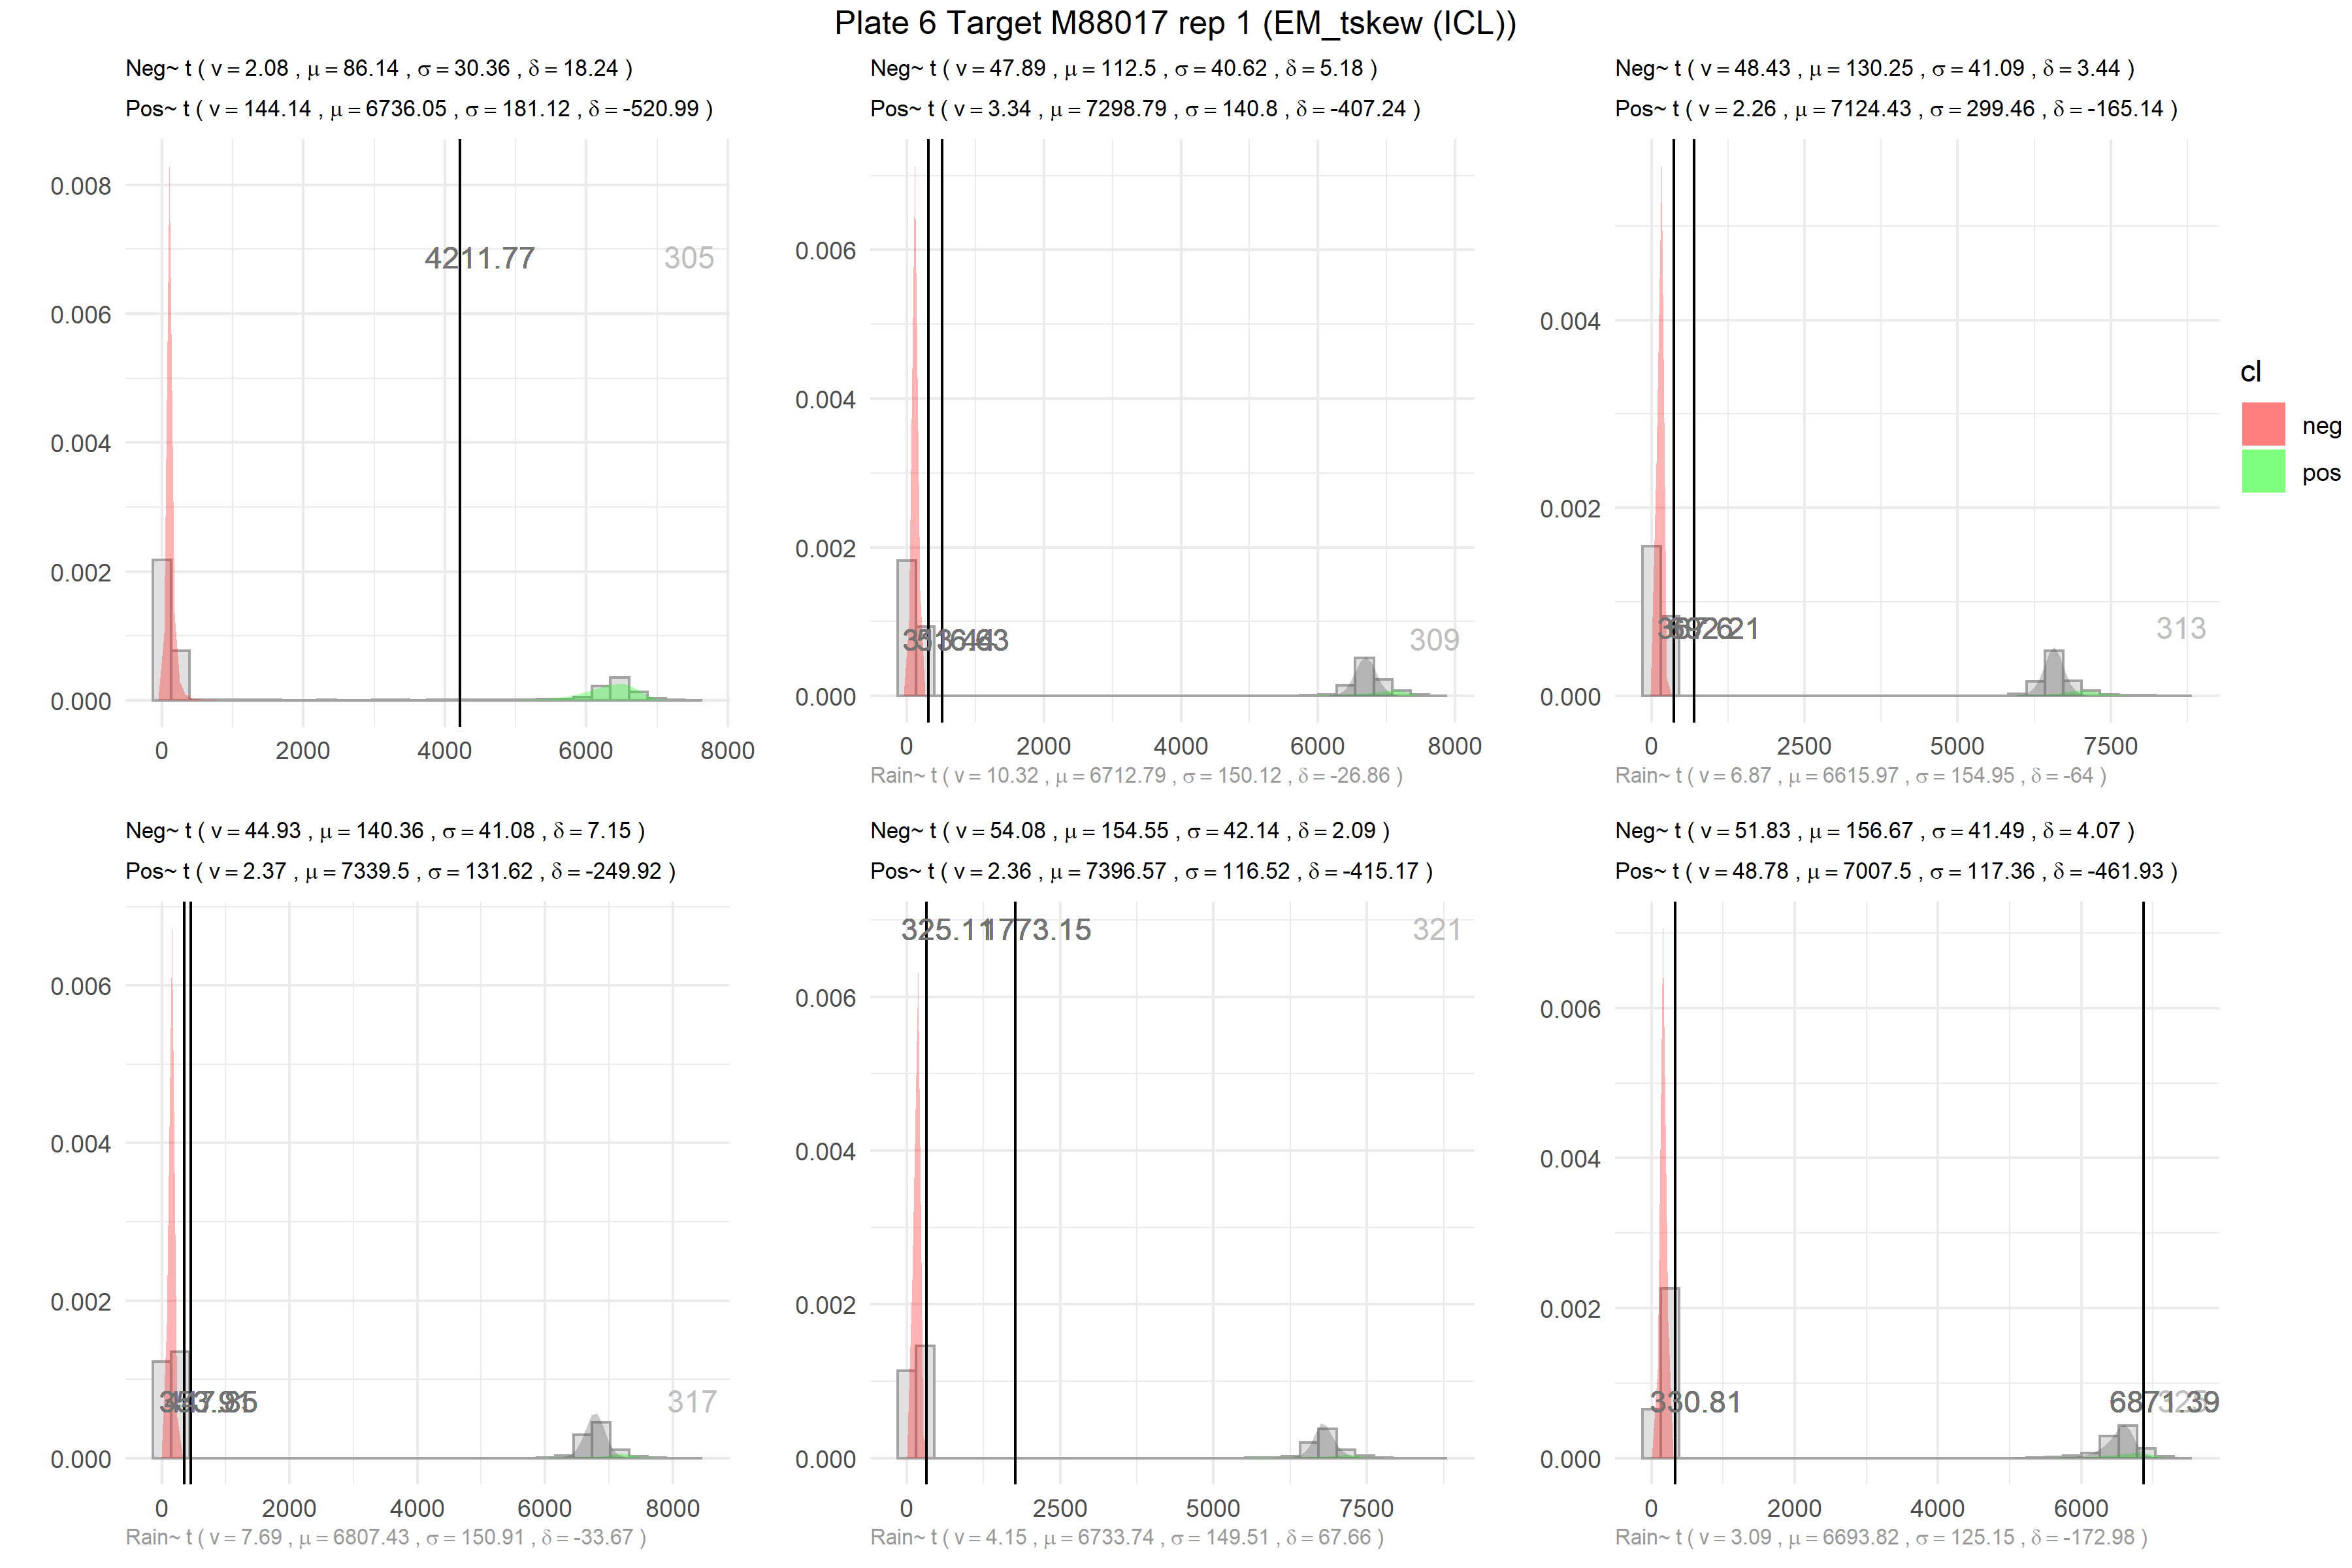 Plate 6 Target M88017 rep 1 (EM_tskew (ICL))
Neg~ t ( v = 2.08 , μ = 86.14 , σ = 30.36 , δ = 18.24 )
Pos~ t ( v = 144.14 , μ = 6736.05 , σ = 181.12 , δ = -520.99 )
0.008
0.006
0.004
0.002
0.000
4211.77
305
0 2000 4000 6000 8000
Neg~ t ( v = 47.89 , μ = 112.5 , σ = 40.62 , δ = 5.18 )
Pos~ t ( v = 3.34 , μ = 7298.79 , σ = 140.8 , δ = -407.24 )
0.006
0.004
0.002
0.000
309
0 2000 4000 6000 8000
Rain~ t ( v = 10.32 , μ = 6712.79 , σ = 150.12 , δ = -26.86 )
Neg~ t ( v = 48.43 , μ = 130.25 , σ = 41.09 , δ = 3.44 )
Pos~ t ( v = 2.26 , μ = 7124.43 , σ = 299.46 , δ = -165.14 )
0.004
0.002
0.000
313
0 2500 5000 7500
Rain~ t ( v = 6.87 , μ = 6615.97 , σ = 154.95 , δ = -64 )
cl
neg
pos
Neg~ t ( v = 44.93 , μ = 140.36 , σ = 41.08 , δ = 7.15 )
Pos~ t ( v = 2.37 , μ = 7339.5 , σ = 131.62 , δ = -249.92 )
0.006
0.004
0.002
0.000
317
0 2000 4000 6000 8000
Rain~ t ( v = 7.69 , μ = 6807.43 , σ = 150.91 , δ = -33.67 )
Neg~ t ( v = 54.08 , μ = 154.55 , σ = 42.14 , δ = 2.09 )
Pos~ t ( v = 2.36 , μ = 7396.57 , σ = 116.52 , δ = -415.17 )
0.006
0.004
0.002
0.000
325.11 1773.15
321
0 2500 5000 7500
Rain~ t ( v = 4.15 , μ = 6733.74 , σ = 149.51 , δ = 67.66 )
Neg~ t ( v = 51.83 , μ = 156.67 , σ = 41.49 , δ = 4.07 )
Pos~ t ( v = 48.78 , μ = 7007.5 , σ = 117.36 , δ = -461.93 )
0.006
0.004
0.002
0.000
330.81
6871.39
0 2000 4000 6000
Rain~ t ( v = 3.09 , μ = 6693.82 , σ = 125.15 , δ = -172.98 )